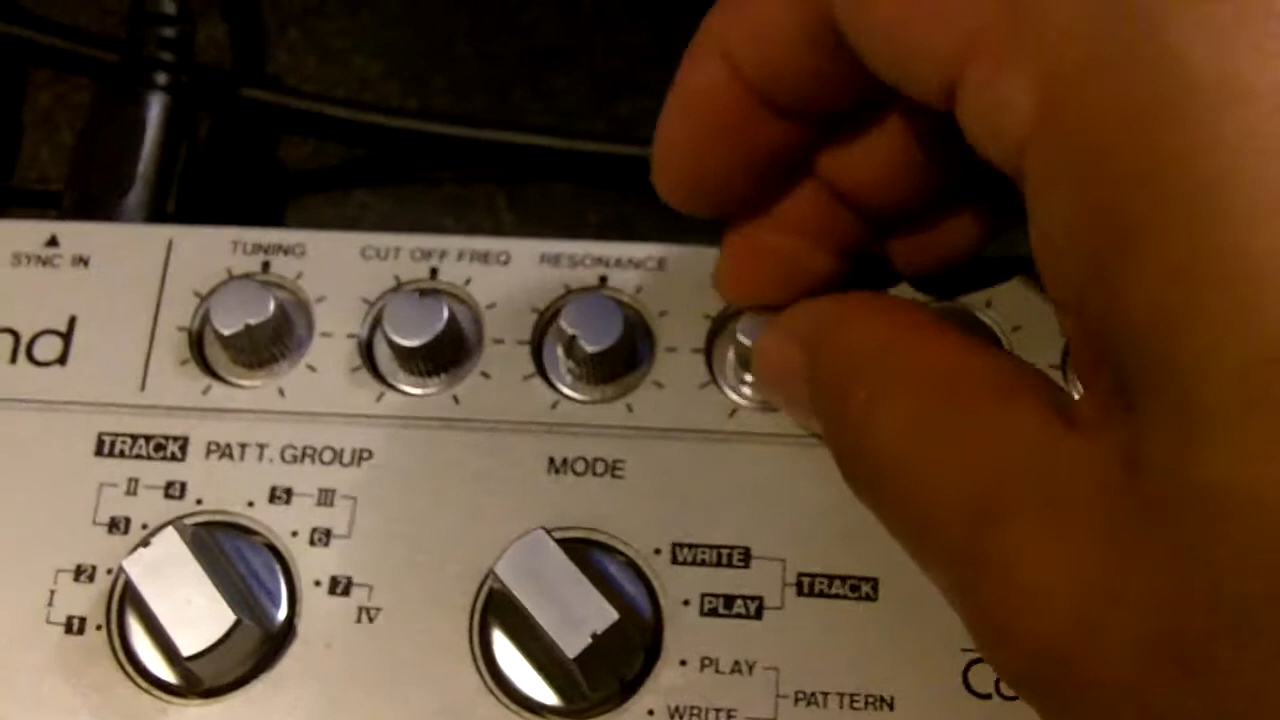 SYNC IN
TUNING
CUT OFF FREQ
RESONANCE
nd
TRACK PATT. GROUP
MODE
II 4
5 III
3
6
2
7
I
IV
1
WRITE
PLAY
TRACK
PLAY
WRITE
PATTERN
Co